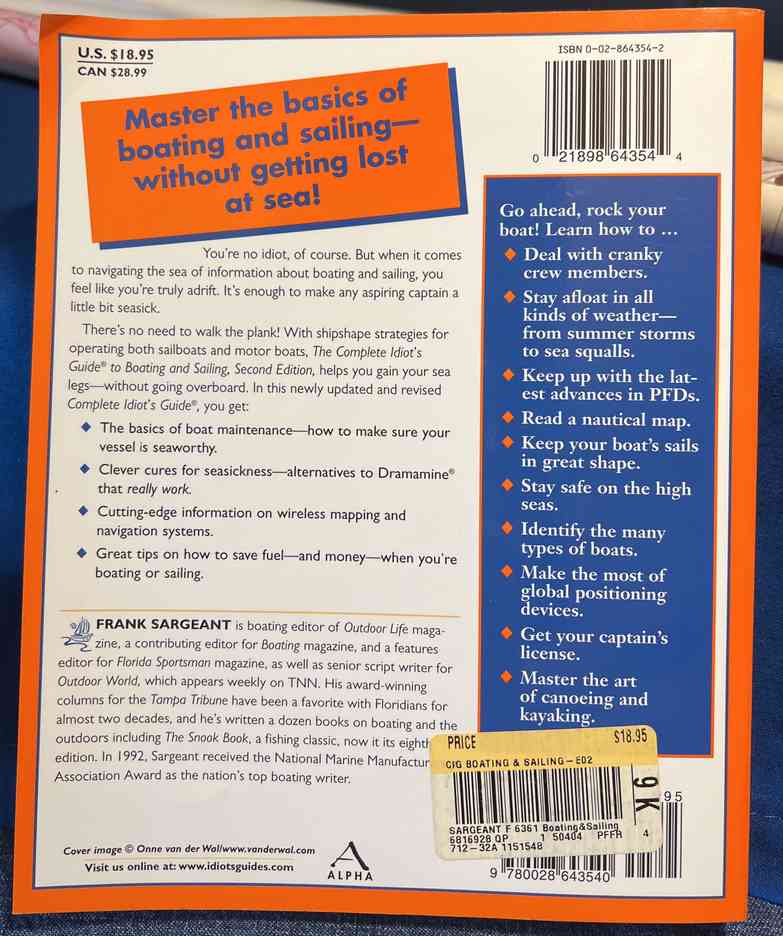 U.S. $18.95
CAN $28.99
ISBN 0-02-864354-2
0 21898 64354 4
Master the basics of
boating and sailing—
without getting lost
at sea!
You're no idiot, of course. But when it comes
to navigating the sea of information about boating and sailing, you
feel like you're truly adrift. It's enough to make any aspiring captain a
little bit seasick.
There's no need to walk the plank! With shipshape strategies for
operating both sailboats and motor boats, The Complete Idiot's
Guide® to Boating and Sailing, Second Edition, helps you gain your sea
legs—without going overboard. In this newly updated and revised
Complete Idiot's Guide®, you get:
◆ The basics of boat maintenance—how to make sure your
vessel is seaworthy.
◆ Clever cures for seasickness—alternatives to Dramamine®
that really work.
◆ Cutting-edge information on wireless mapping and
navigation systems.
◆ Great tips on how to save fuel—and money—when you're
boating or sailing.
FRANK SARGEANT is boating editor of Outdoor Life maga-
zine, a contributing editor for Boating magazine, and a features
editor for Florida Sportsman magazine, as well as senior script writer for
Outdoor World, which appears weekly on TNN. His award-winning
columns for the Tampa Tribune have been a favorite with Floridians for
almost two decades, and he's written a dozen books on boating and the
outdoors including The Snook Book, a fishing classic, now it its eighth
edition. In 1992, Sargeant received the National Marine Manufactur
Association Award as the nation's top boating writer.
Cover image © Onne van der Wal/www.vanderwal.com
Visit us online at: www.idiotsguides.com
ALPHA
Go ahead, rock your
boat! Learn how to ...
◆ Deal with cranky
crew members.
◆ Stay afloat in all
kinds of weather—
from summer storms
to sea squalls.
◆ Keep up with the lat-
est advances in PFDs.
◆ Read a nautical map.
◆ Keep your boat's sails
in great shape.
◆ Stay safe on the high
seas.
◆ Identify the many
types of boats.
◆ Make the most of
global positioning
devices.
◆ Get your captain's
license.
◆ Master the art
of canoeing and
kayaking.
PRICE $18.95
CIG BOATING & SAILING-E02
9K
SARGEANT F 6361 Boating&Sailing
6816928 QP 1 50404 PFFR 4
712-32A 1151548
95
9 780028 643540